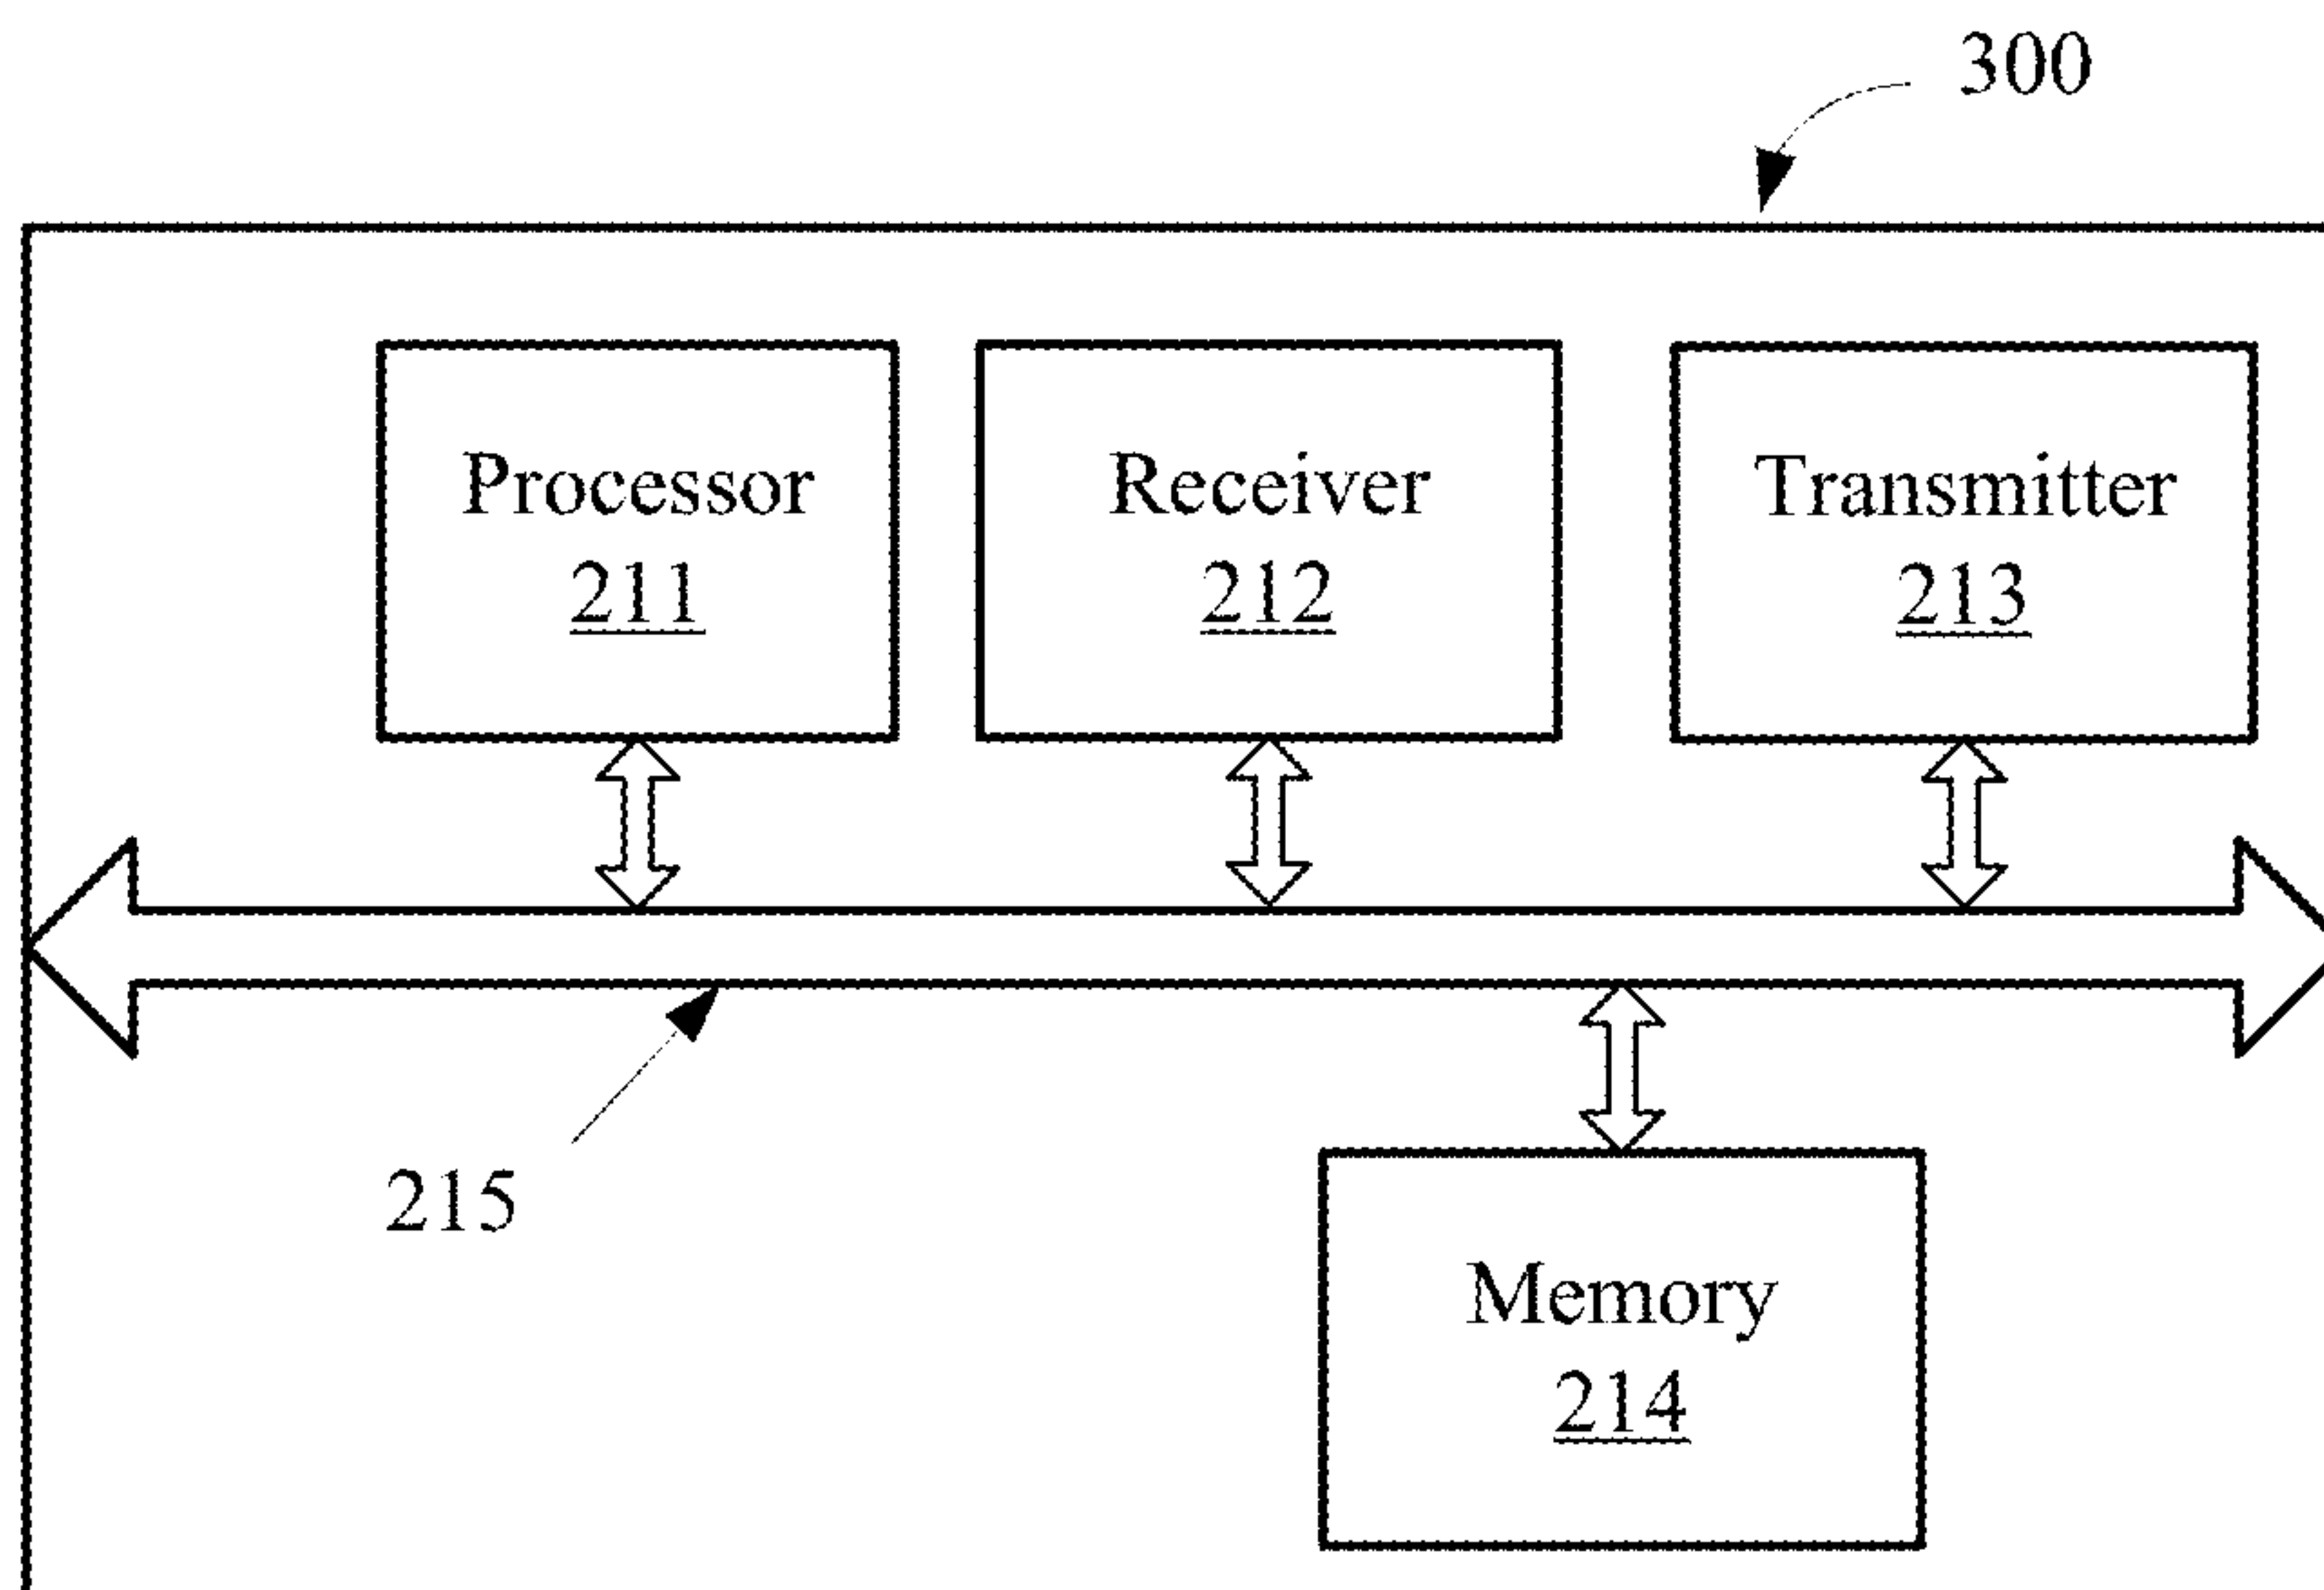 300
Processor
211
Receiver
212
Transmitter
213
215
Memory
214